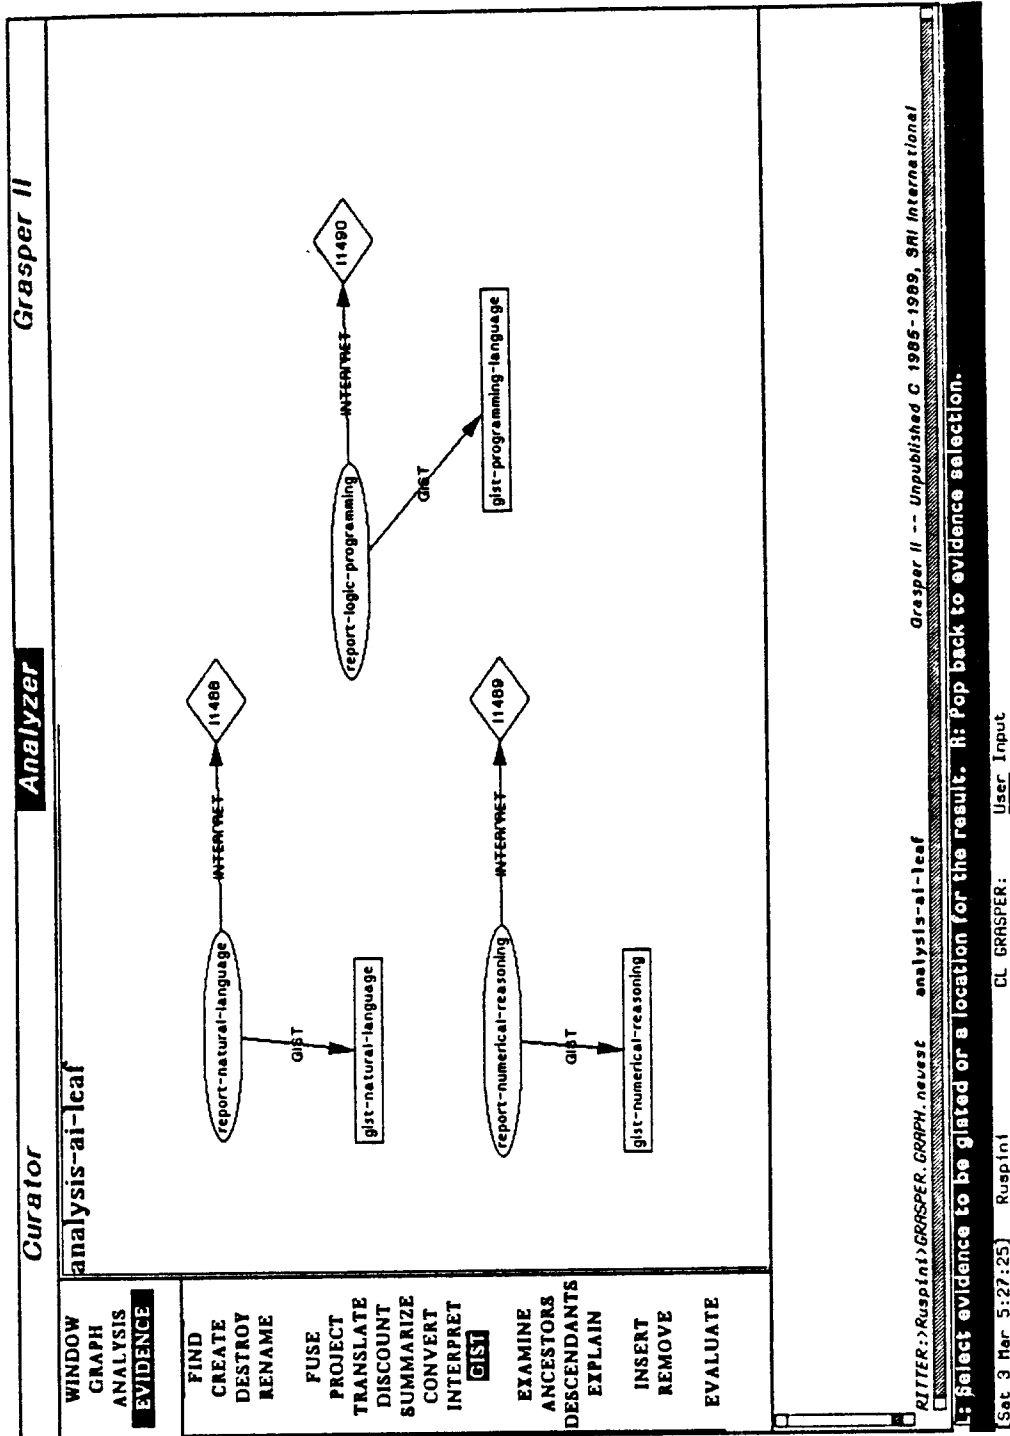 Curator
Analyzer
Grasper II
WINDOW
GRAPH
ANALYSIS
EVIDENCE
FIND
CREATE
DESTROY
RENAME
FUSE
PROJECT
TRANSLATE
DISCOUNT
SUMMARIZE
CONVERT
INTERPRET
GIST
EXAMINE
ANCESTORS
DESCENDANTS
EXPLAIN
INSERT
REMOVE
EVALUATE
analysis-ai-leaf
report-natural-language
INTERPRET
I1488
GIST
gist-natural-language
report-logic-programming
INTERPRET
I1490
GIST
gist-programming-language
report-numerical-reasoning
INTERPRET
I1489
GIST
gist-numerical-reasoning
RITTER:>Ruspini>GRASPER.GRAPH.newest analysis-ai-leaf Grasper II -- Unpublished C 1985-1989, SRI International
L: Select evidence to be gisted or a location for the result. R: Pop back to evidence selection.
[Sat 3 Mar 5:27:25] Ruspini CL GRASPER: User Input